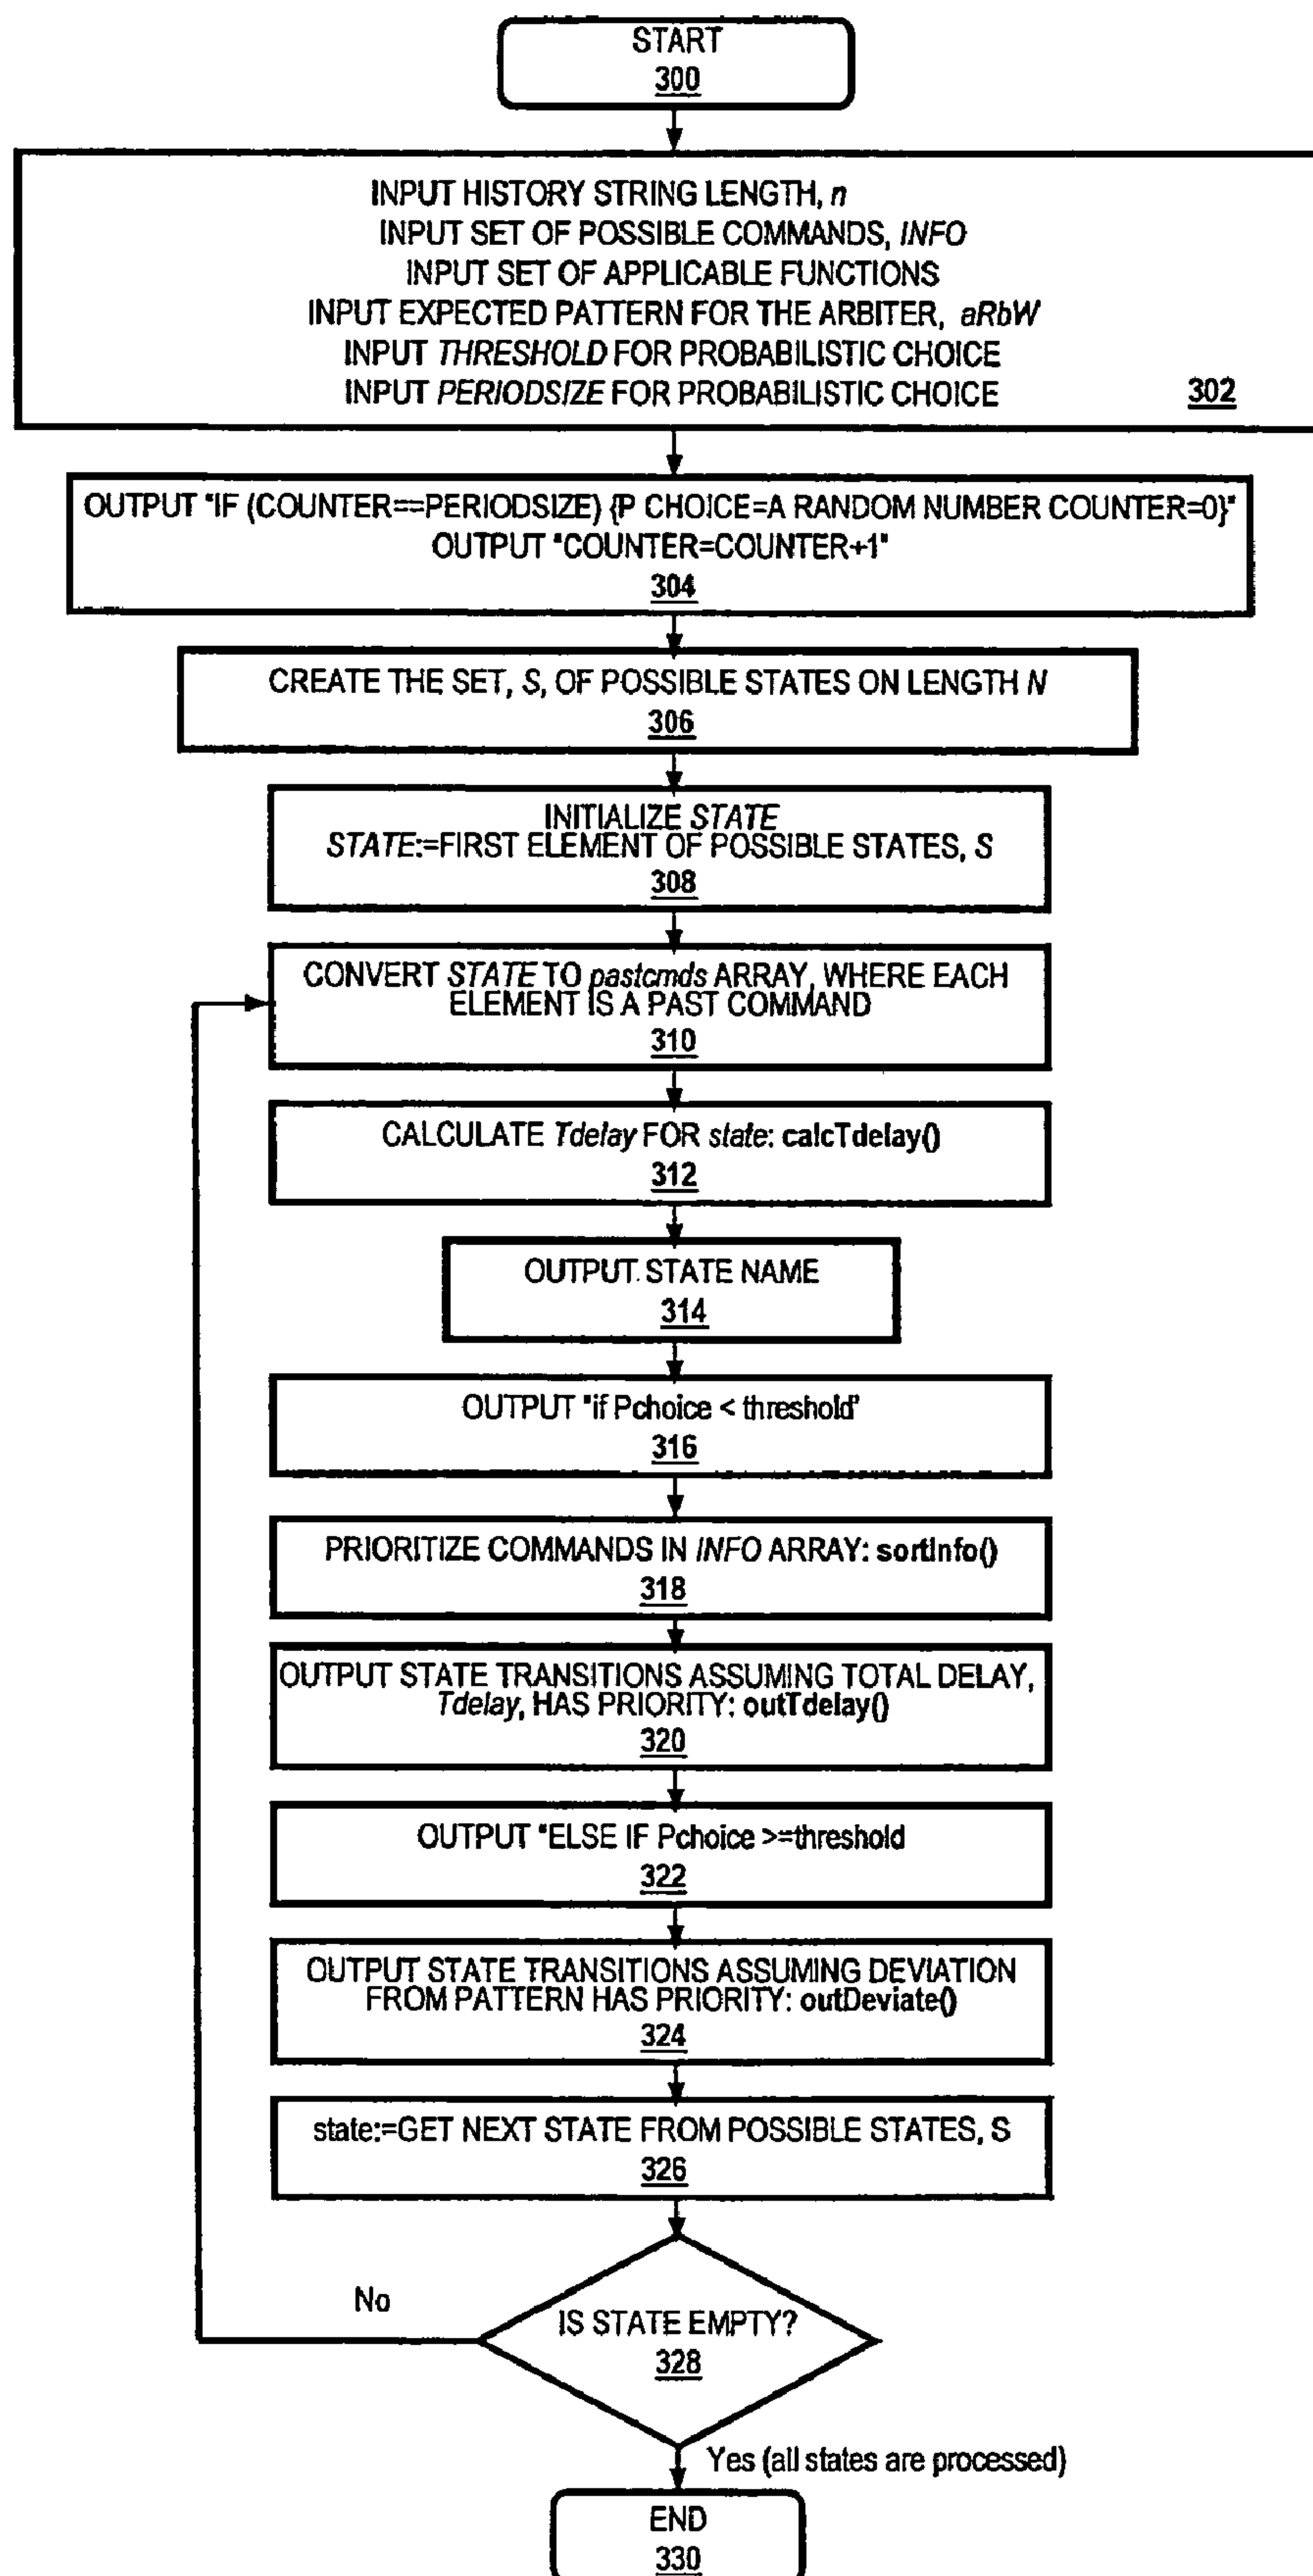 START
300
INPUT HISTORY STRING LENGTH, n
INPUT SET OF POSSIBLE COMMANDS, INFO
INPUT SET OF APPLICABLE FUNCTIONS
INPUT EXPECTED PATTERN FOR THE ARBITER, aRbW
INPUT THRESHOLD FOR PROBABILISTIC CHOICE
INPUT PERIODSIZE FOR PROBABILISTIC CHOICE
302
OUTPUT "IF (COUNTER==PERIODSIZE) {P CHOICE=A RANDOM NUMBER COUNTER=0}"
OUTPUT "COUNTER=COUNTER+1"
304
CREATE THE SET, S, OF POSSIBLE STATES ON LENGTH N
306
INITIALIZE STATE
STATE:=FIRST ELEMENT OF POSSIBLE STATES, S
308
CONVERT STATE TO pastcmds ARRAY, WHERE EACH
ELEMENT IS A PAST COMMAND
310
CALCULATE Tdelay FOR state: calcTdelay()
312
OUTPUT STATE NAME
314
OUTPUT "if Pchoice < threshold"
316
PRIORITIZE COMMANDS IN INFO ARRAY: sortInfo()
318
OUTPUT STATE TRANSITIONS ASSUMING TOTAL DELAY,
Tdelay, HAS PRIORITY: outTdelay()
320
OUTPUT "ELSE IF Pchoice >=threshold
322
OUTPUT STATE TRANSITIONS ASSUMING DEVIATION
FROM PATTERN HAS PRIORITY: outDeviate()
324
state:=GET NEXT STATE FROM POSSIBLE STATES, S
326
No
IS STATE EMPTY?
328
Yes (all states are processed)
END
330